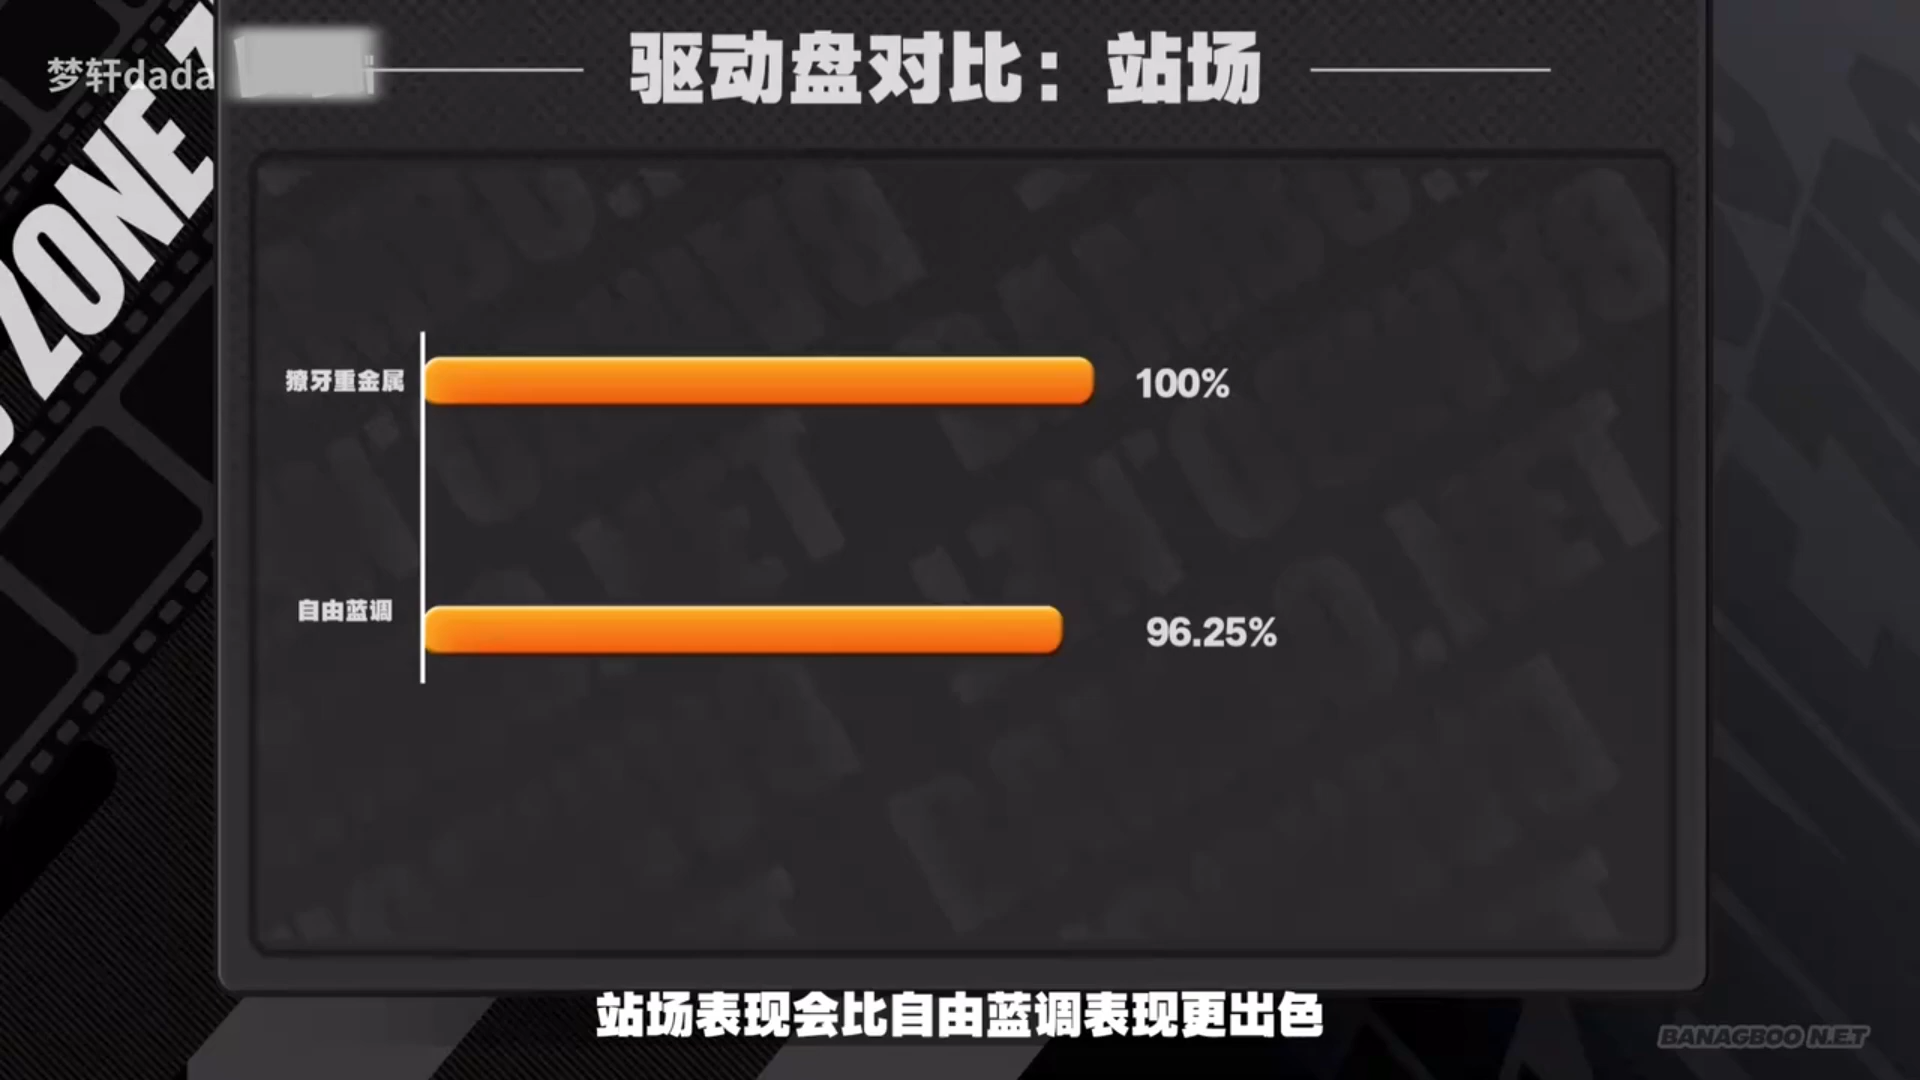 梦轩dada
驱动盘对比：站场
ZONE
獠牙重金属
100%
自由蓝调
96.25%
站场表现会比自由蓝调表现更出色
BANAGBOO N.ET